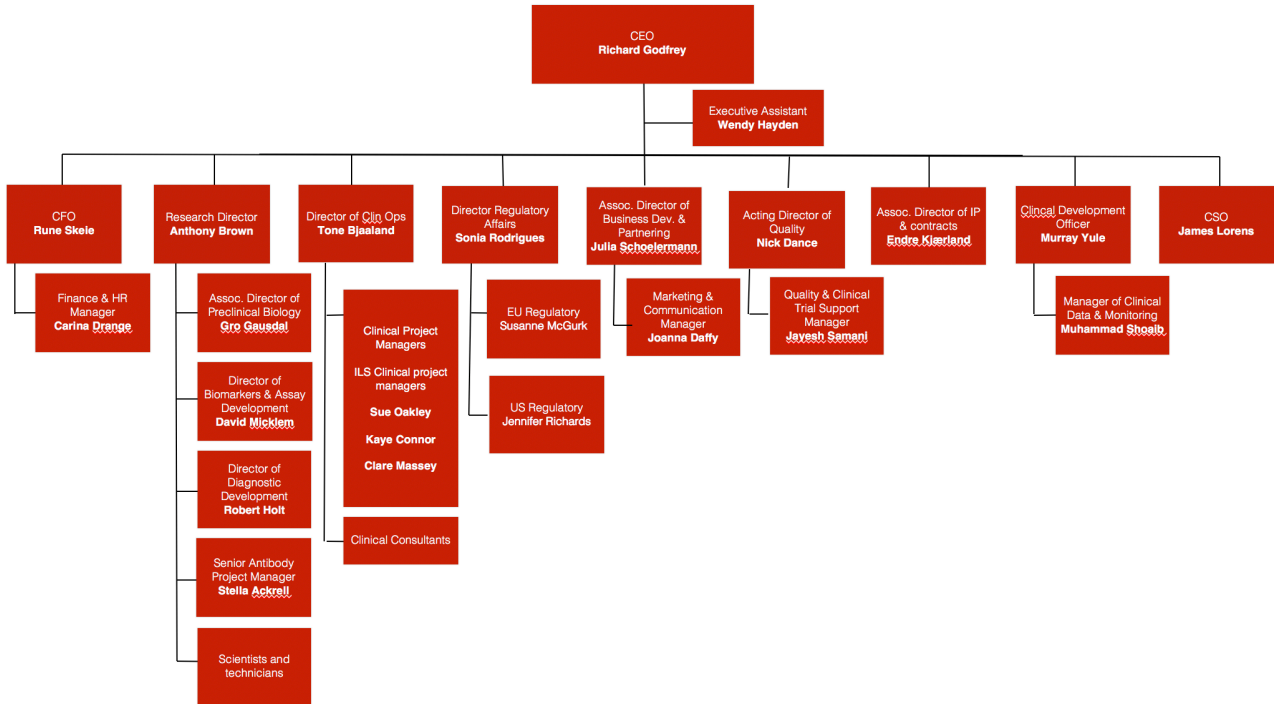 CEO
Richard Godfrey
Executive Assistant
Wendy Hayden
CFO
Rune Skeie
Research Director
Anthony Brown
Director of Clin Ops
Tone Bjaaland
Director Regulatory
Affairs
Sonia Rodrigues
Assoc. Director of
Business Dev. &
Partnering
Julia Schoelermann
Acting Director of
Quality
Nick Dance
Assoc. Director of IP
& contracts
Endre Kjærland
Clincal Development
Officer
Murray Yule
CSO
James Lorens
Finance & HR
Manager
Carina Drange
Assoc. Director of
Preclinical Biology
Gro Gausdal
Director of
Biomarkers & Assay
Development
David Micklem
Director of
Diagnostic
Development
Robert Holt
Senior Antibody
Project Manager
Stella Ackrell
Scientists and
technicians
Clinical Project
Managers
ILS Clinical project
managers
Sue Oakley
Kaye Connor
Clare Massey
Clinical Consultants
EU Regulatory
Susanne McGurk
US Regulatory
Jennifer Richards
Marketing &
Communication
Manager
Joanna Daffy
Quality & Clinical
Trial Support
Manager
Jayesh Samani
Manager of Clinical
Data & Monitoring
Muhammad Shoaib